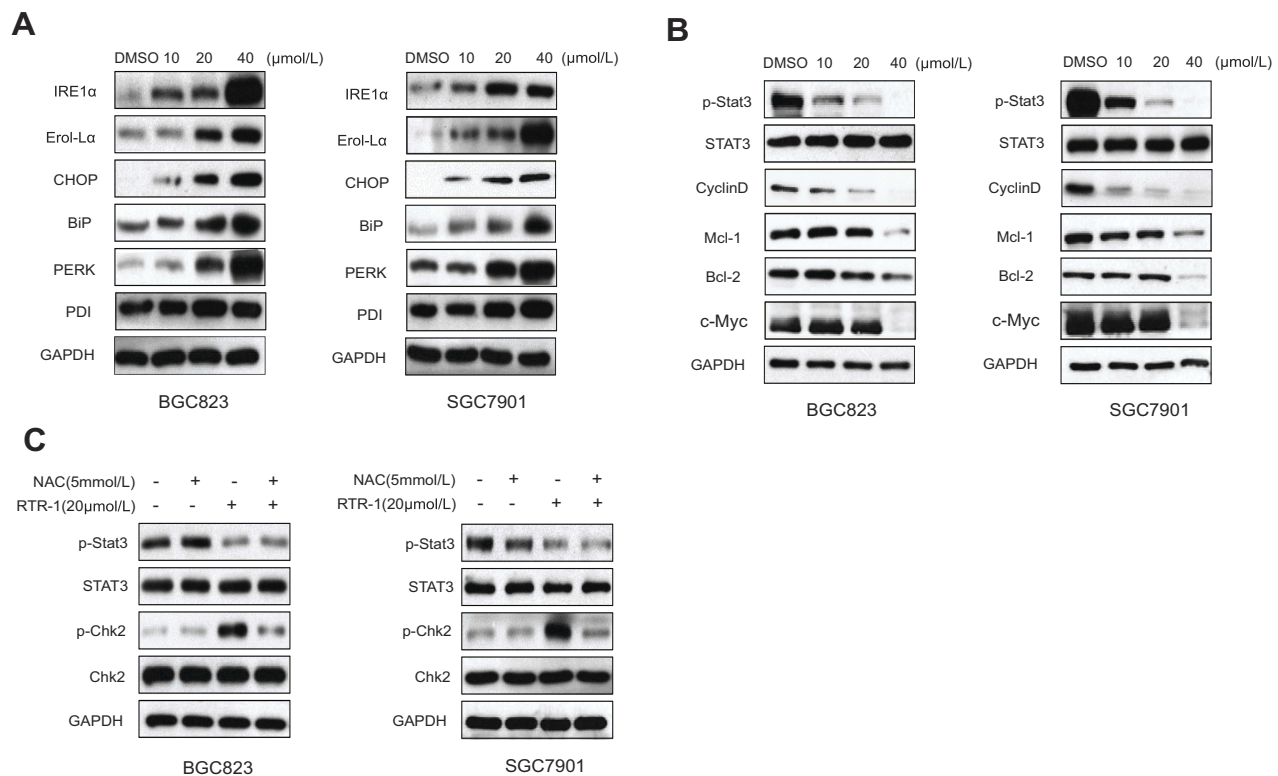 A
DMSO 10 20 40 (µmol/L)
IRE1α
Erol-Lα
CHOP
BiP
PERK
PDI
GAPDH
BGC823
DMSO 10 20 40 (µmol/L)
IRE1α
Erol-Lα
CHOP
BiP
PERK
PDI
GAPDH
SGC7901
B
DMSO 10 20 40 (µmol/L)
p-Stat3
STAT3
CyclinD
Mcl-1
Bcl-2
c-Myc
GAPDH
BGC823
DMSO 10 20 40 (µmol/L)
p-Stat3
STAT3
CyclinD
Mcl-1
Bcl-2
c-Myc
GAPDH
SGC7901
C
NAC(5mmol/L) - + - +
RTR-1(20µmol/L) - - + +
p-Stat3
STAT3
p-Chk2
Chk2
GAPDH
BGC823
NAC(5mmol/L) - + - +
RTR-1(20µmol/L) - - + +
p-Stat3
STAT3
p-Chk2
Chk2
GAPDH
SGC7901